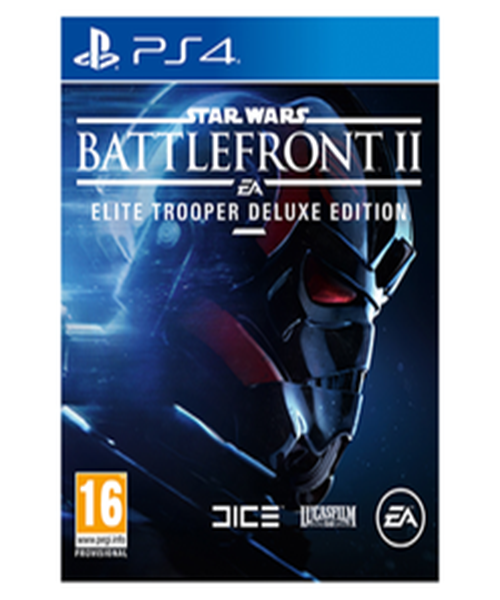 PS4
STAR WARS
BATTLEFRONT II
EA
ELITE TROOPER DELUXE EDITION
16
www.pegi.info
PROVISIONAL
DICE
LUCASFILM
EA